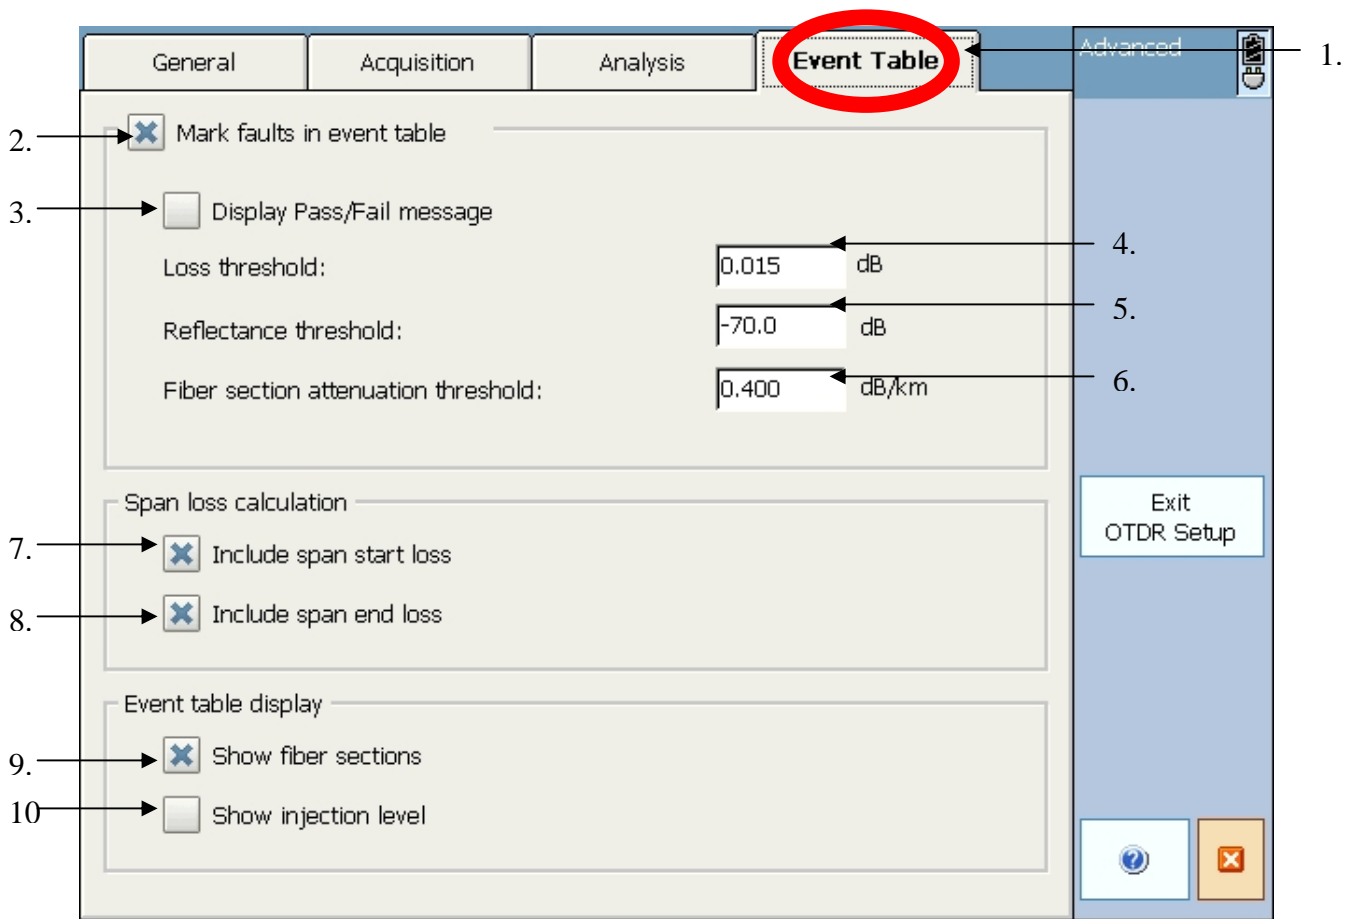 General
Acquisition
Analysis
Event Table
Advanced
1.
2.
Mark faults in event table
3.
Display Pass/Fail message
4.
Loss threshold:
0.015
dB
5.
Reflectance threshold:
-70.0
dB
6.
Fiber section attenuation threshold:
0.400
dB/km
Span loss calculation
Exit
OTDR Setup
7.
Include span start loss
8.
Include span end loss
Event table display
9.
Show fiber sections
10
Show injection level
?